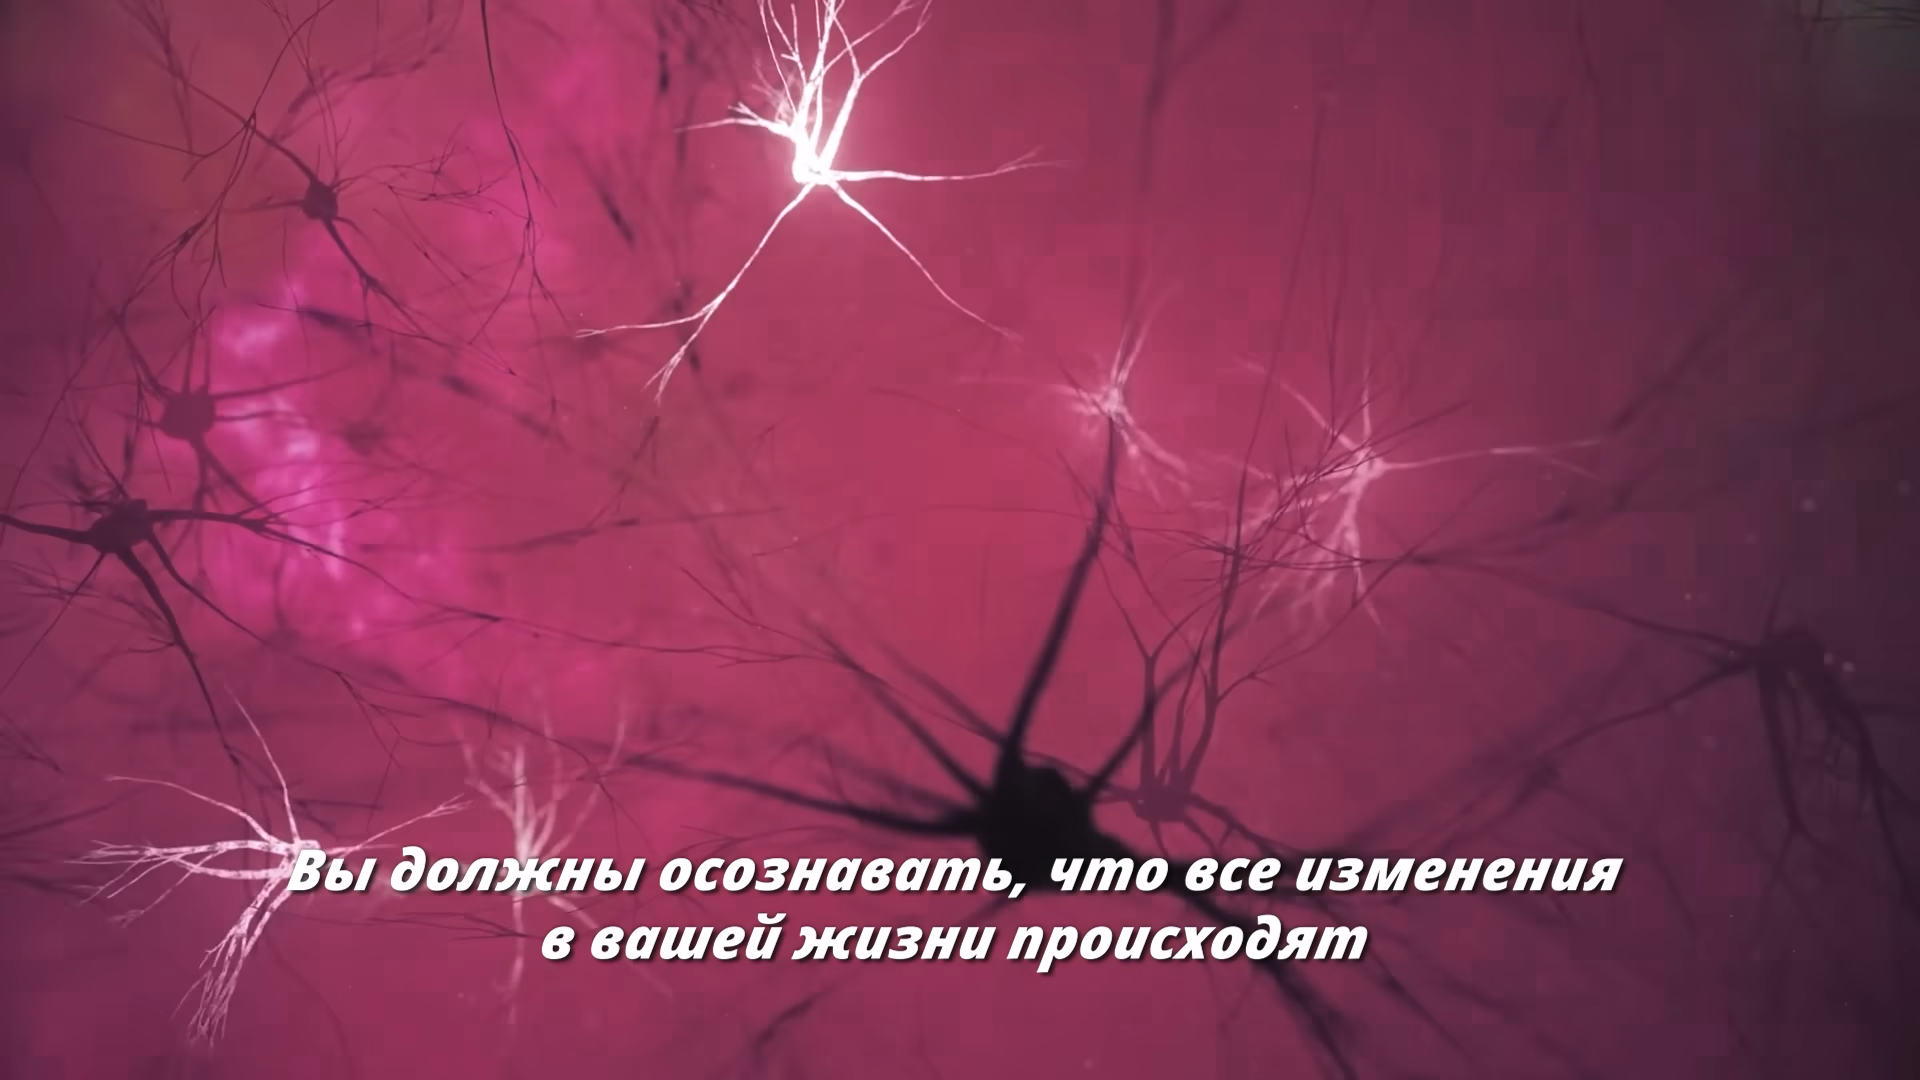 Вы должны осознавать, что все изменения
в вашей жизни происходят